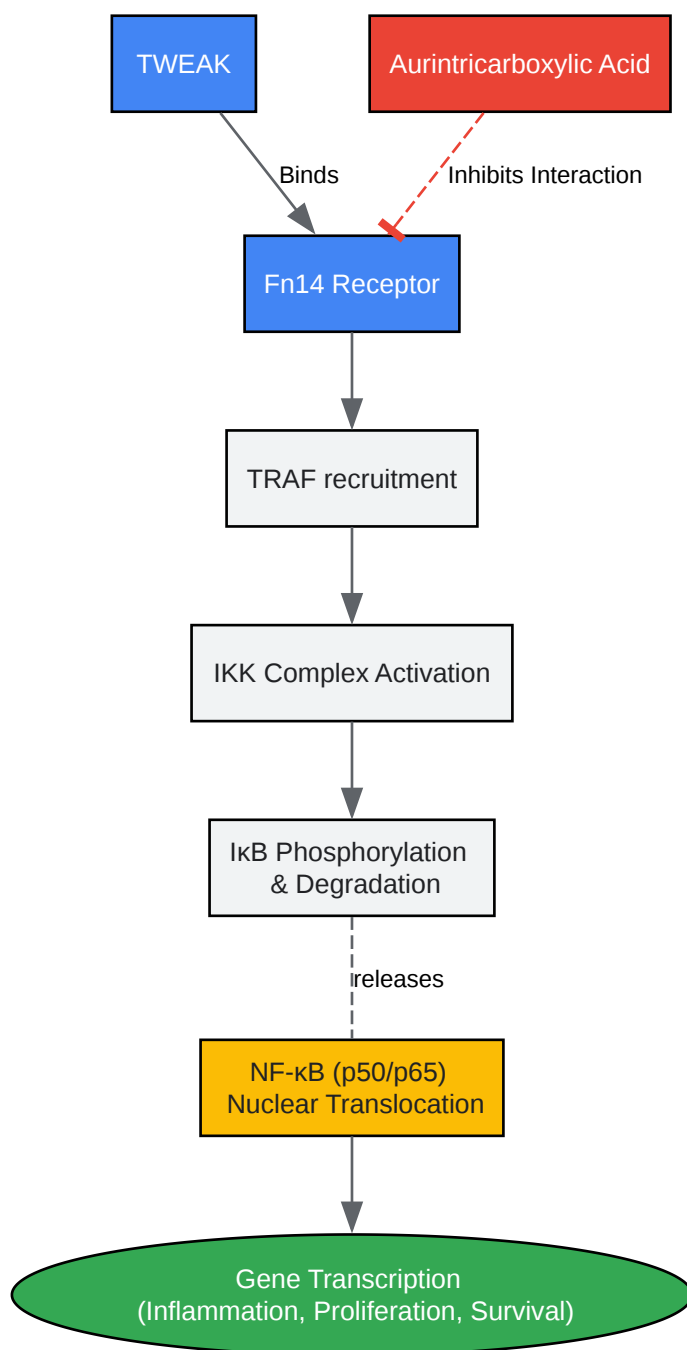 TWEAK
Aurintricarboxylic Acid
Binds
Inhibits Interaction
Fn14 Receptor
TRAF recruitment
IKK Complex Activation
IκB Phosphorylation
& Degradation
releases
NF-κB (p50/p65)
Nuclear Translocation
Gene Transcription
(Inflammation, Proliferation, Survival)